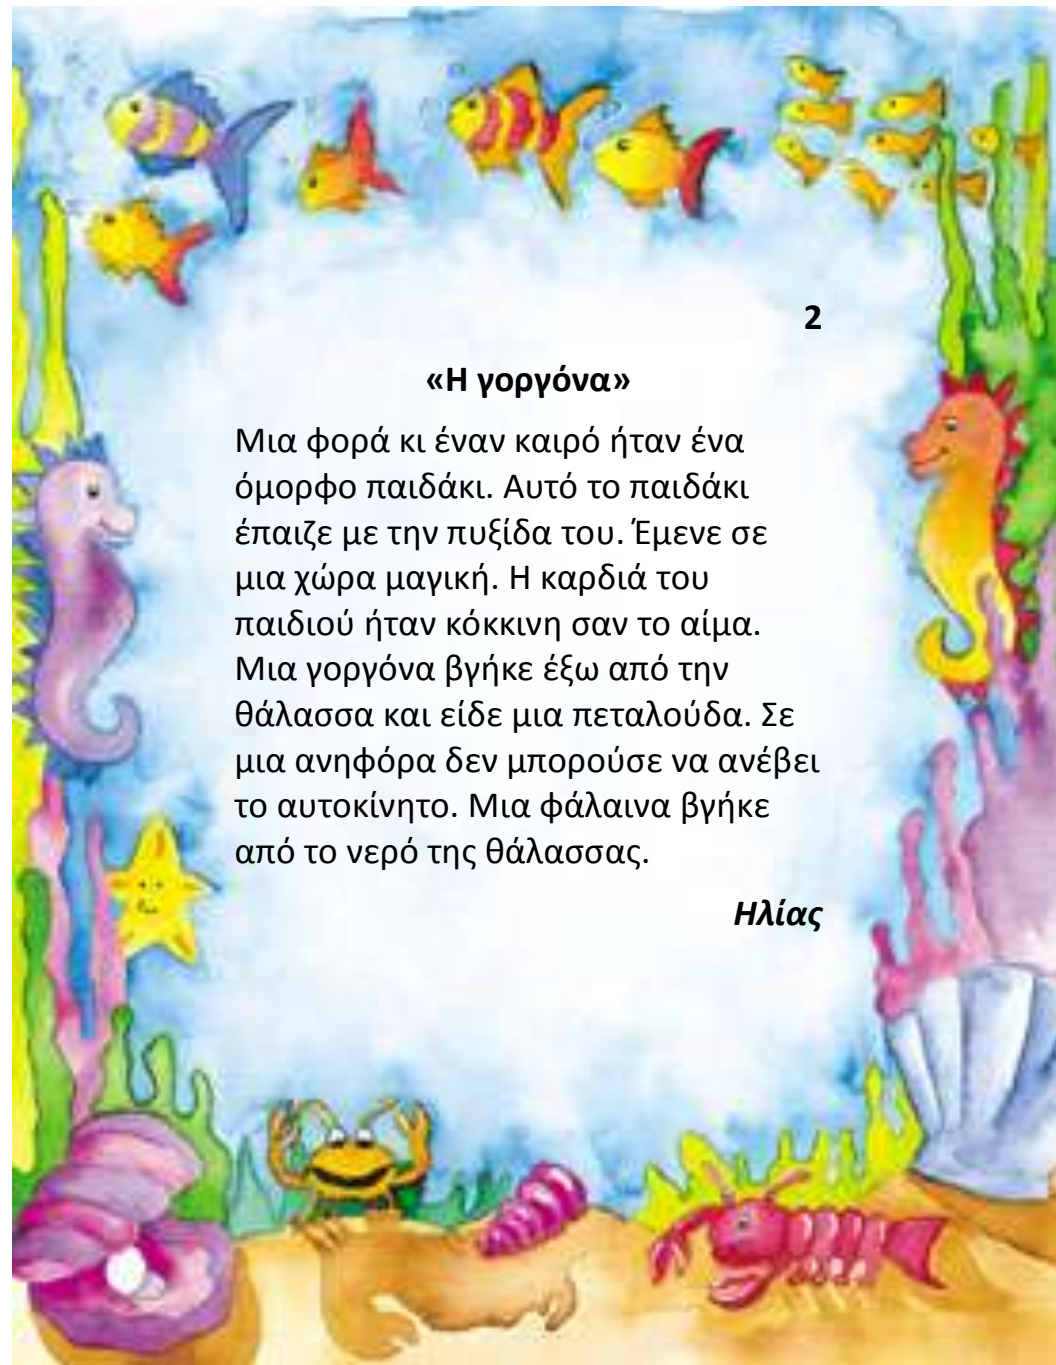 2
«Η γοργόνα»
Μια φορά κι έναν καιρό ήταν ένα
όμορφο παιδάκι. Αυτό το παιδάκι
έπαιζε με την πυξίδα του. Έμενε σε
μια χώρα μαγική. Η καρδιά του
παιδιού ήταν κόκκινη σαν το αίμα.
Μια γοργόνα βγήκε έξω από την
θάλασσα και είδε μια πεταλούδα. Σε
μια ανηφόρα δεν μπορούσε να ανέβει
το αυτοκίνητο. Μια φάλαινα βγήκε
από το νερό της θάλασσας.
Ηλίας